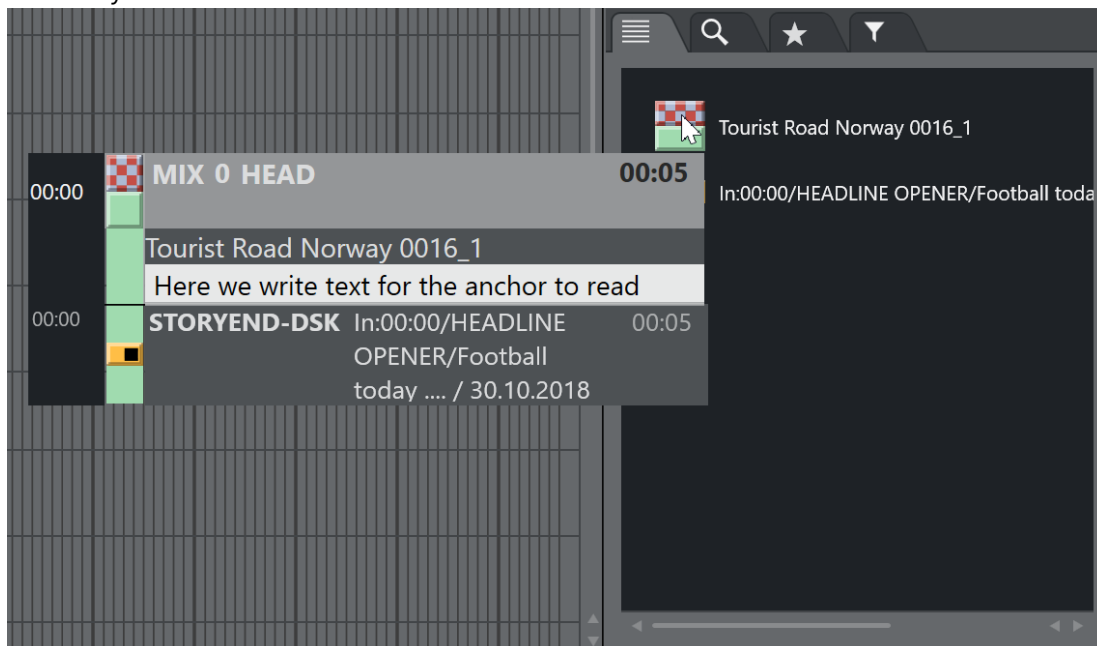 Tourist Road Norway 0016_1
00:00
MIX 0 HEAD
00:05
In:00:00/HEADLINE OPENER/Football toda
Tourist Road Norway 0016_1
Here we write text for the anchor to read
00:00
STORYEND-DSK In:00:00/HEADLINE 00:05
OPENER/Football
today .... / 30.10.2018